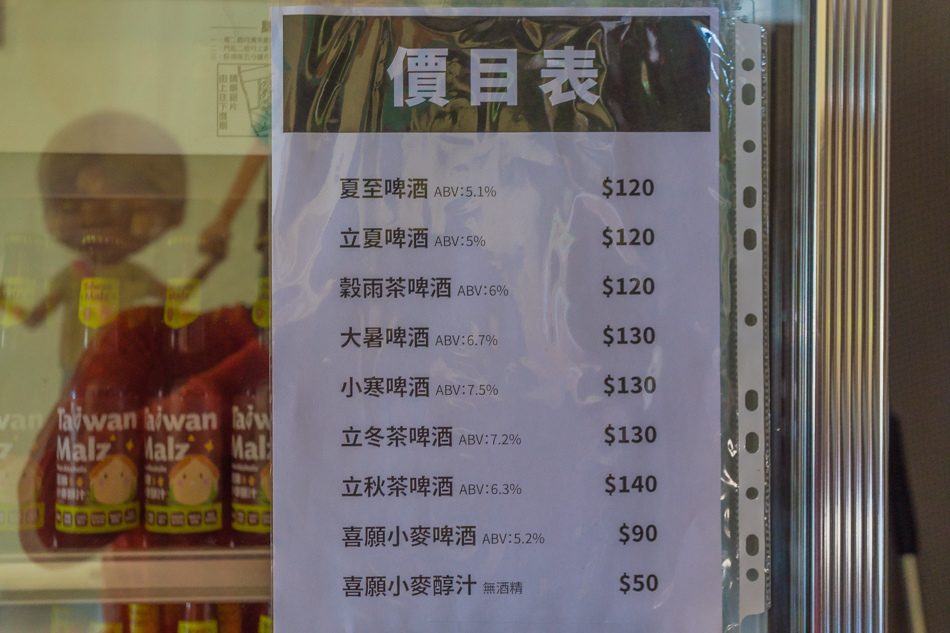 價目表
夏至啤酒 ABV:5.1% $120
立夏啤酒 ABV:5% $120
穀雨茶啤酒 ABV:6% $120
大暑啤酒 ABV:6.7% $130
小寒啤酒 ABV:7.5% $130
立冬茶啤酒 ABV:7.2% $130
立秋茶啤酒 ABV:6.3% $140
喜願小麥啤酒 ABV:5.2% $90
喜願小麥醇汁 無酒精 $50
Taiwan
Malz
Taiwan
Malz
Taiwan
Malz